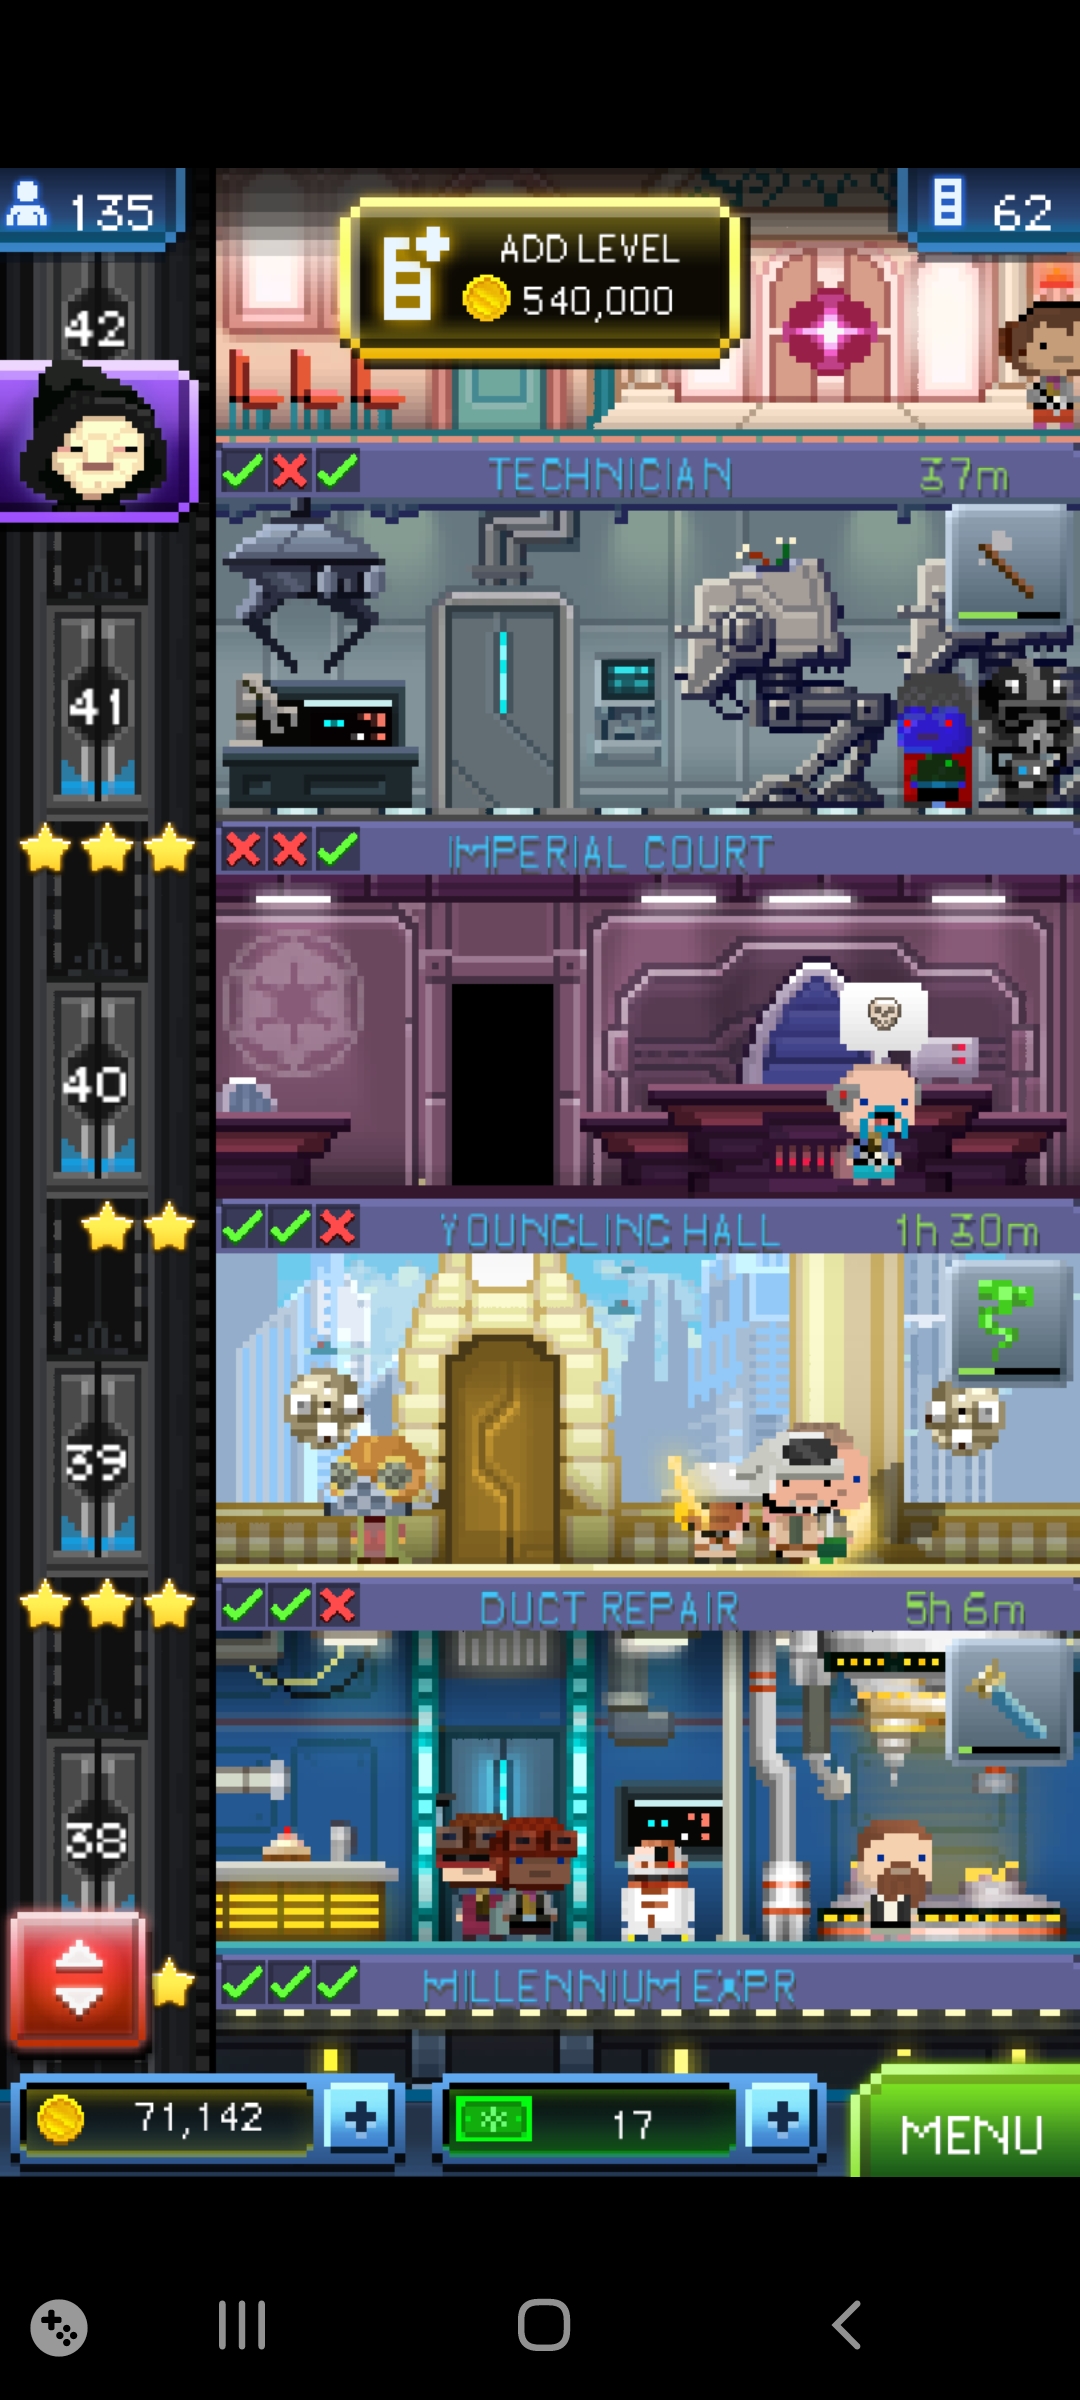 135
62
ADD LEVEL
540,000
42
TECHNICIAN 37m
41
IMPERIAL COURT
40
YOUNGLING HALL 1h 30m
39
DUCT REPAIR 5h 6m
38
MILLENNIUM EXPR
71,142
17
MENU